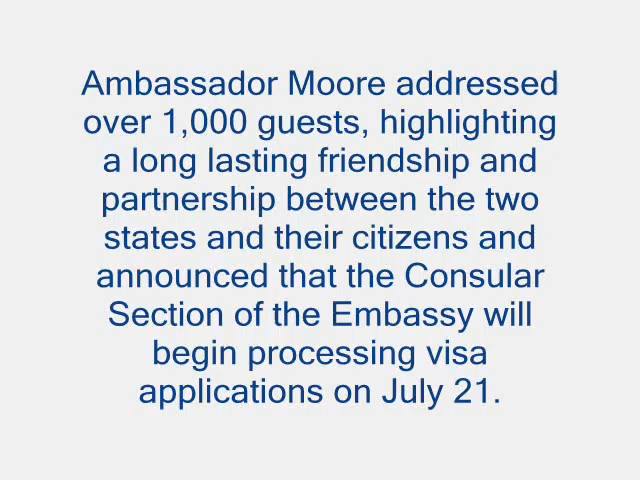 Ambassador Moore addressed
over 1,000 guests, highlighting
a long lasting friendship and
partnership between the two
states and their citizens and
announced that the Consular
Section of the Embassy will
begin processing visa
applications on July 21.